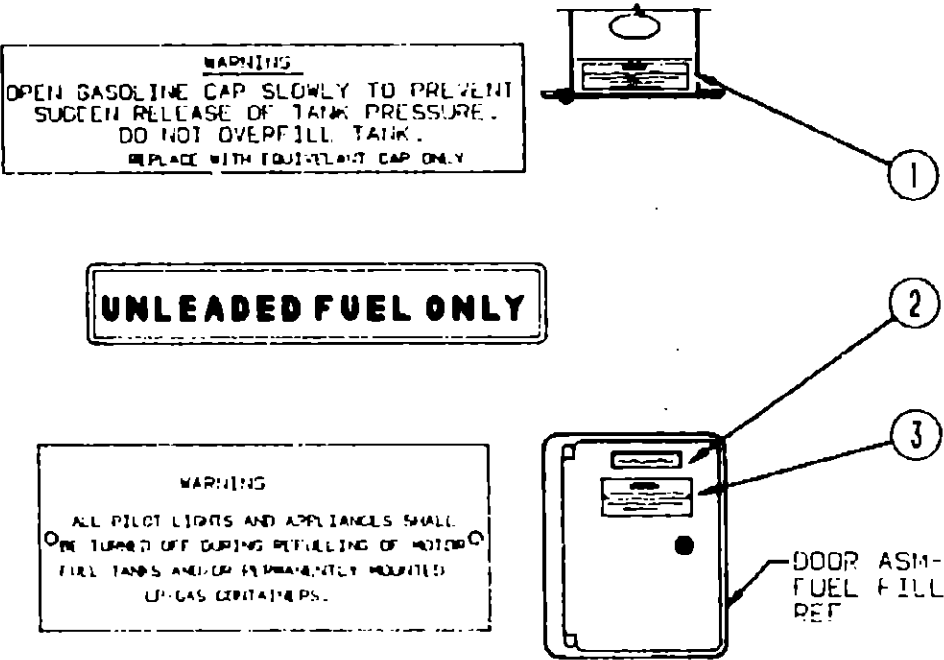 WARNING
OPEN GASOLINE CAP SLOWLY TO PREVENT
SUDDEN RELEASE OF TANK PRESSURE.
DO NOT OVERFILL TANK.
REPLACE WITH EQUIVELANT CAP ONLY
1
UNLEADED FUEL ONLY
2
3
WARNING
ALL PILOT LIGHTS AND APPLIANCES SHALL
BE TURNED OFF DURING REFUELLING OF MOTOR
FUEL TANKS AND/OR PERMANENTLY MOUNTED
LP-GAS CONTAINERS.
DOOR ASM-
FUEL FILL
REF